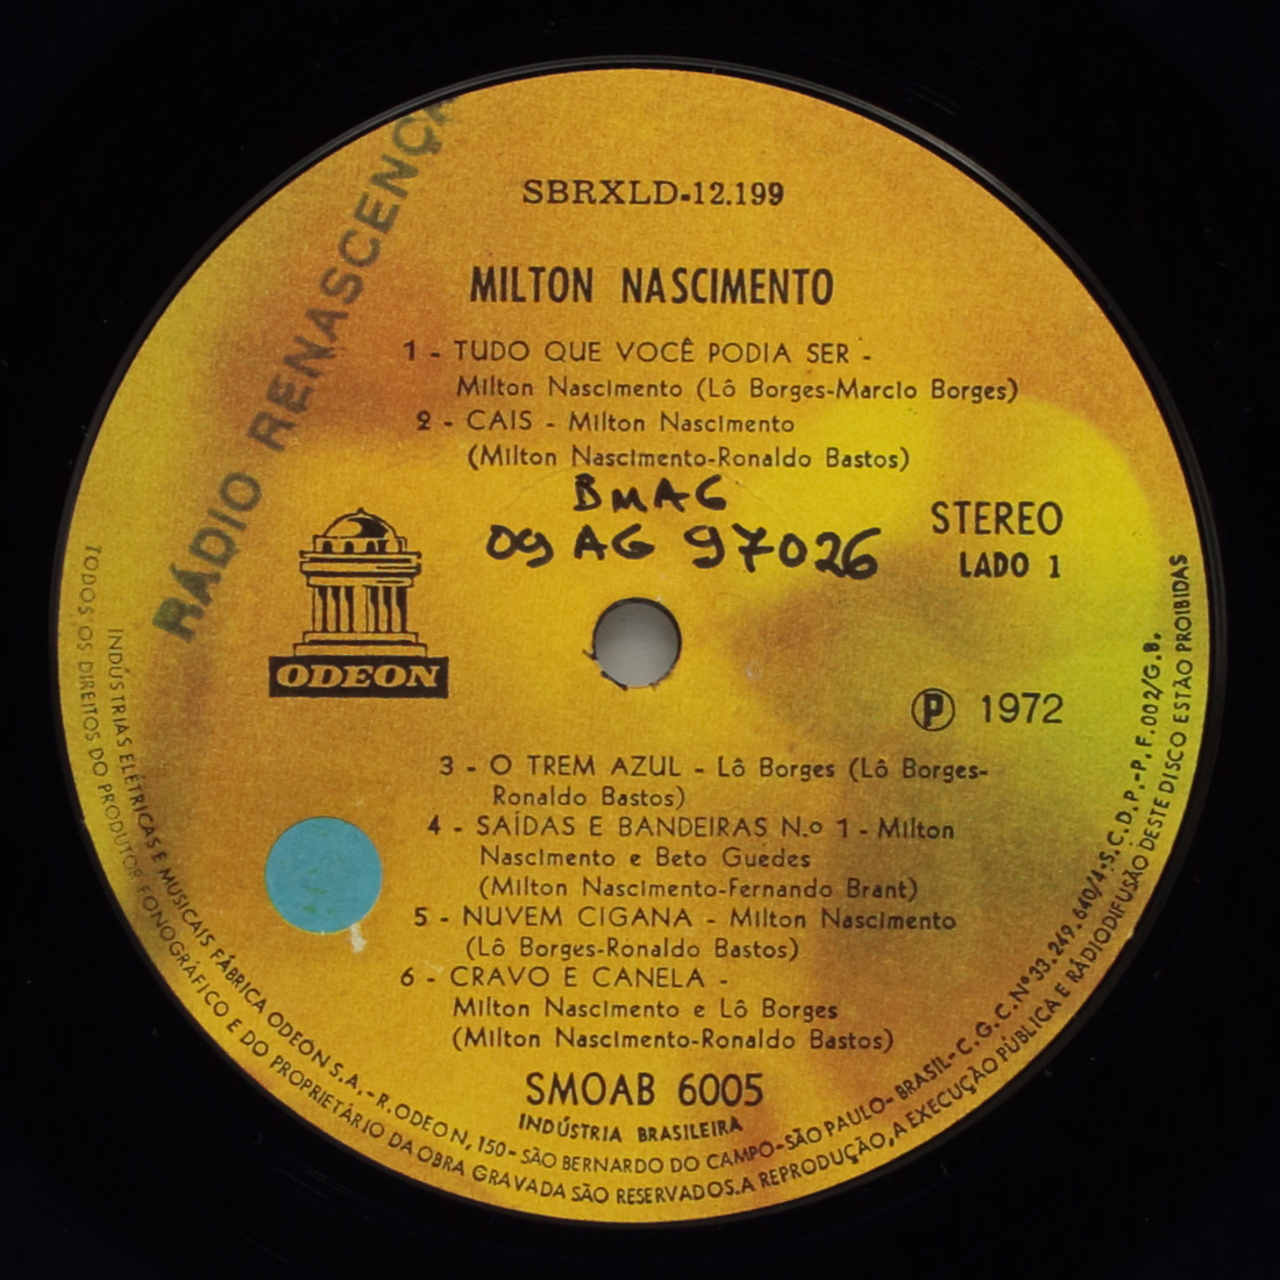 RÁDIO RENASCENÇA
SBRXLD-12.199
MILTON NASCIMENTO
1 - TUDO QUE VOCÊ PODIA SER -
Milton Nascimento (Lô Borges-Marcio Borges)
2 - CAIS - Milton Nascimento
(Milton Nascimento-Ronaldo Bastos)
BMAG
09 AG 97026
STEREO
LADO 1
ODEON
P 1972
3 - O TREM AZUL - Lô Borges (Lô Borges-
Ronaldo Bastos)
4 - SAÍDAS E BANDEIRAS N.º 1 - Milton
Nascimento e Beto Guedes
(Milton Nascimento-Fernando Brant)
5 - NUVEM CIGANA - Milton Nascimento
(Lô Borges-Ronaldo Bastos)
6 - CRAVO E CANELA -
Milton Nascimento e Lô Borges
(Milton Nascimento-Ronaldo Bastos)
SMOAB 6005
INDÚSTRIA BRASILEIRA
INDÚSTRIAS ELÉTRICAS E MUSICAIS FÁBRICA ODEON S.A.-R.ODEON, 150-SÃO BERNARDO DO CAMPO-SÃO PAULO-BRASIL-C.G.C.Nº33.249.640/4-S.C.D.P.-P.F.002/G.B.
TODOS OS DIREITOS DO PRODUTOR FONOGRÁFICO E DO PROPRIETÁRIO DA OBRA GRAVADA SÃO RESERVADOS.A REPRODUÇÃO,A EXECUÇÃO PÚBLICA E RÁDIODIFUSÃO DESTE DISCO ESTÃO PROIBIDAS